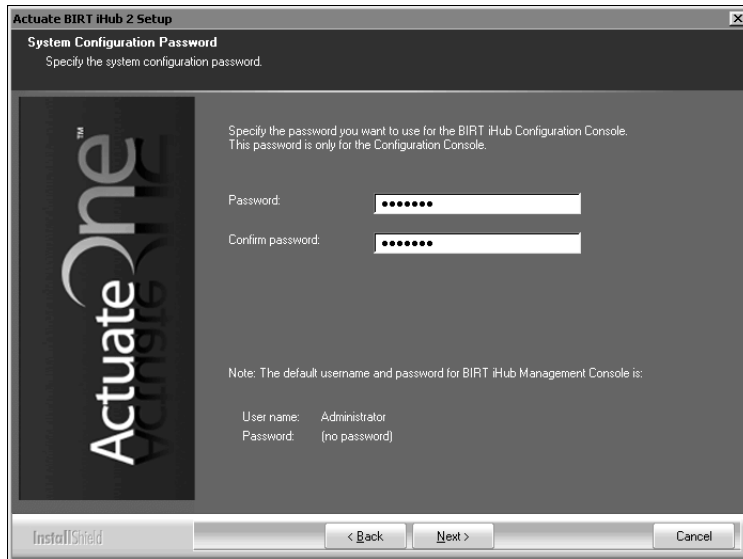 Actuate BIRT iHub 2 Setup
System Configuration Password
Specify the system configuration password.
ActuateOne™
Specify the password you want to use for the BIRT iHub Configuration Console.
This password is only for the Configuration Console.
Password:
•••••••
Confirm password:
•••••••
Note: The default username and password for BIRT iHub Management Console is:
User name: Administrator
Password: (no password)
InstallShield
< Back
Next >
Cancel